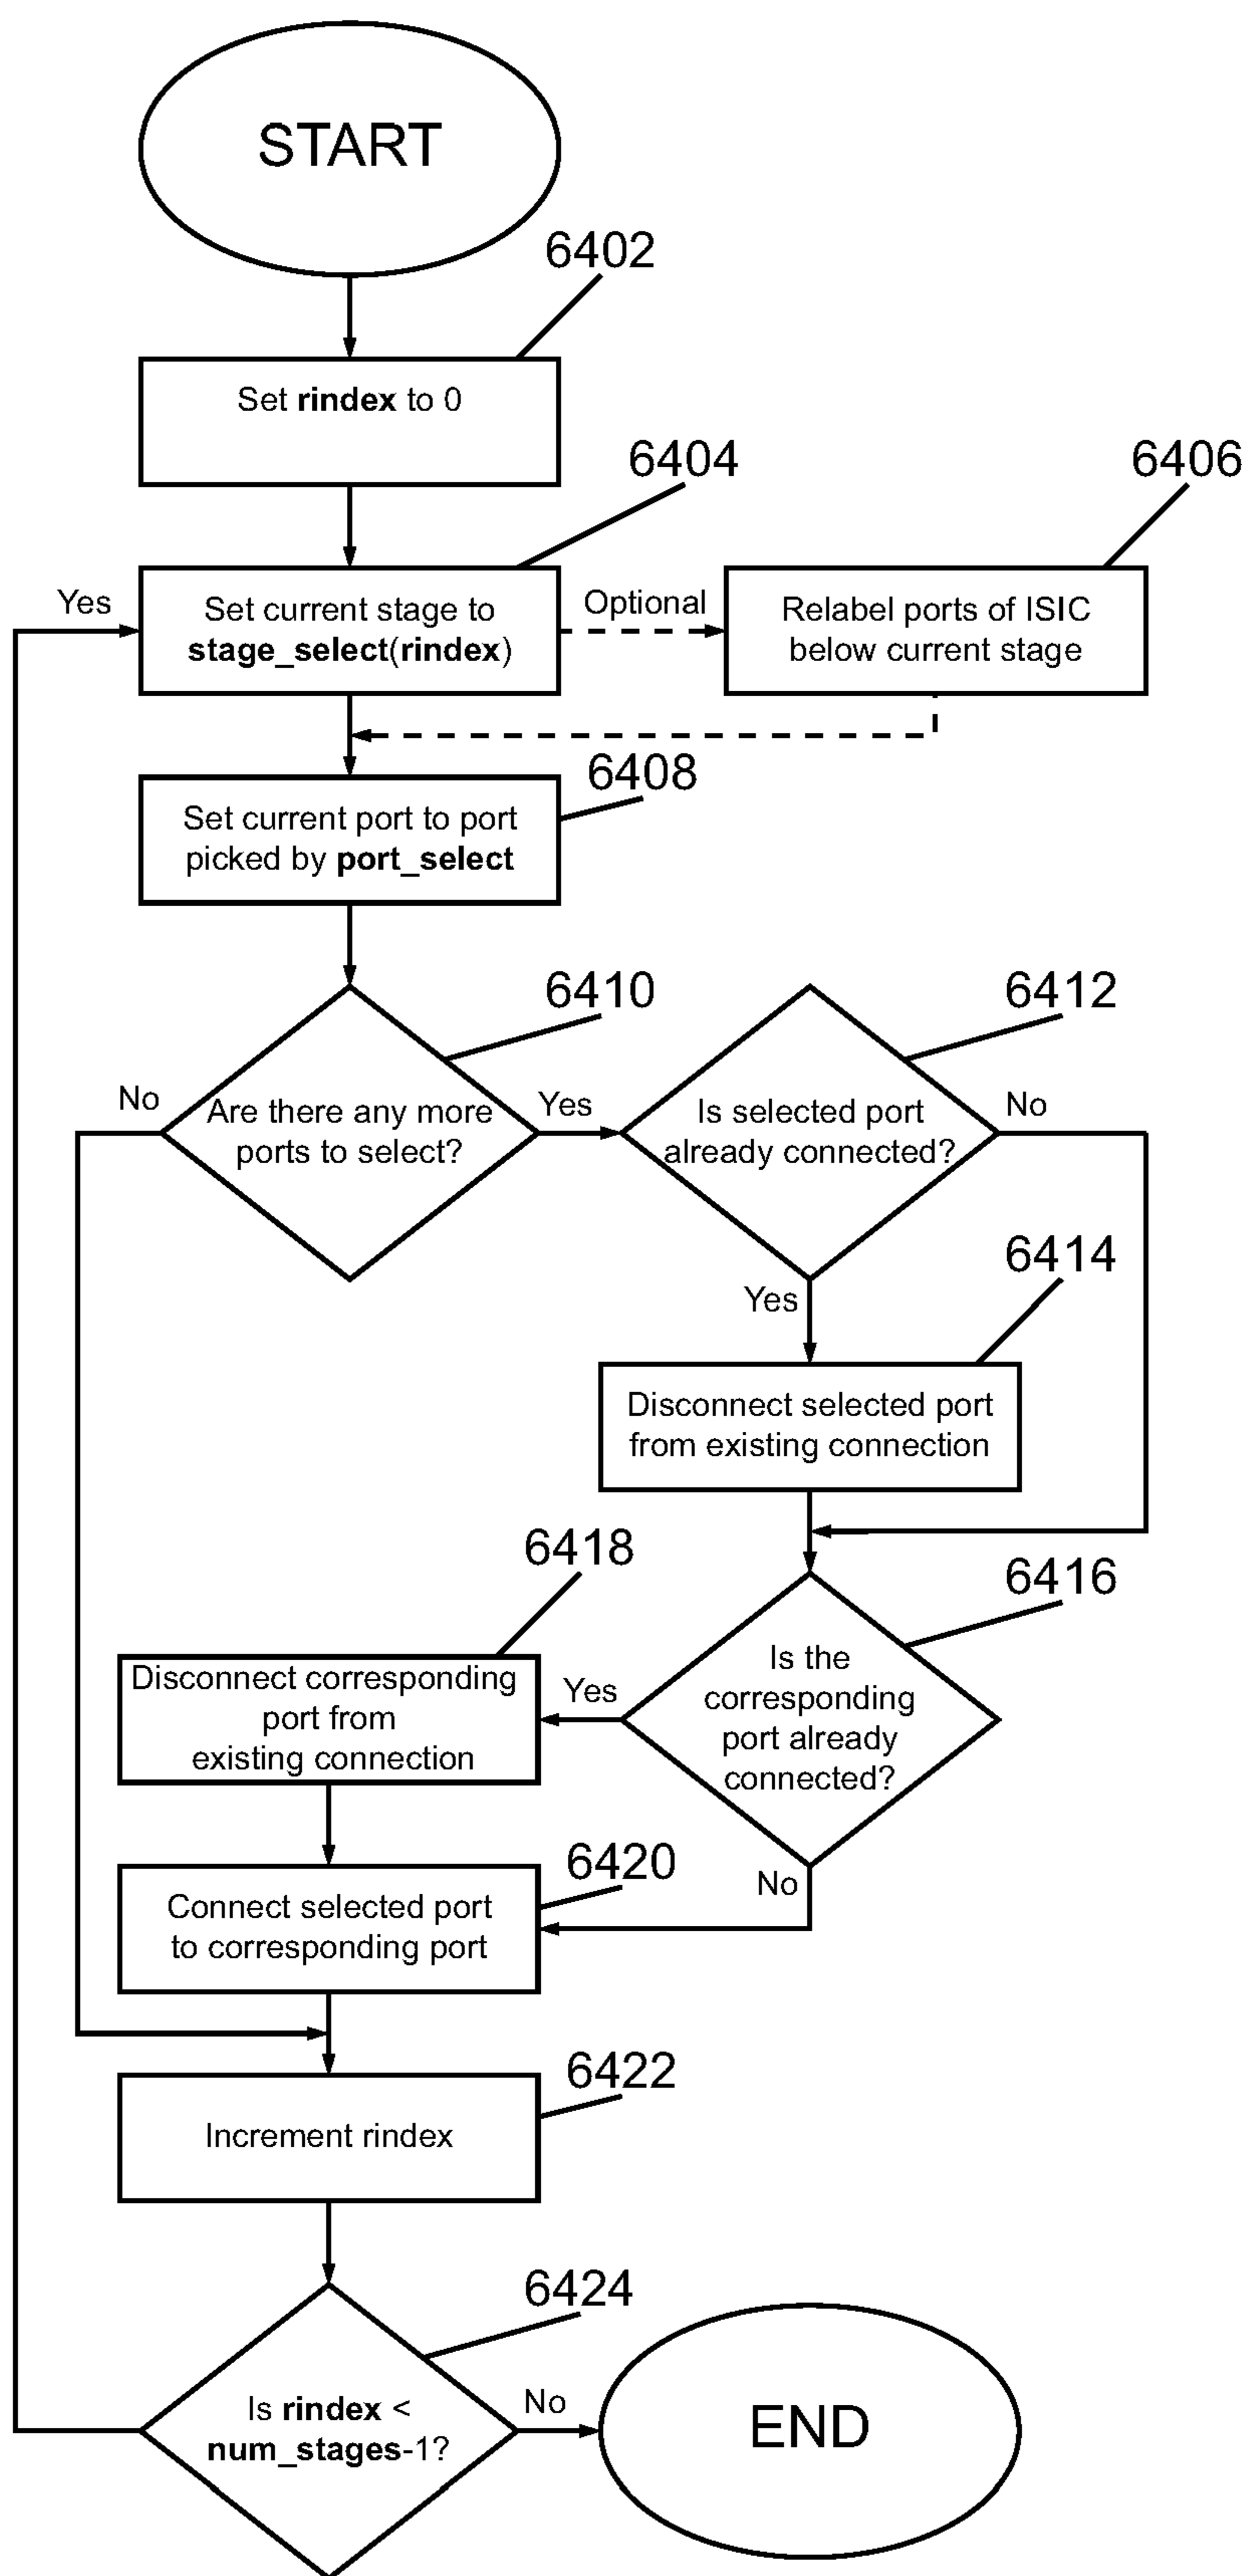 START
6402
Set rindex to 0
6404
6406
Yes
Set current stage to
stage_select(rindex)
Optional
Relabel ports of ISIC
below current stage
6408
Set current port to port
picked by port_select
6410
6412
No
Are there any more
ports to select?
Yes
Is selected port
already connected?
No
6414
Yes
Disconnect selected port
from existing connection
6418
6416
Disconnect corresponding
port from
existing connection
Yes
Is the
corresponding
port already
connected?
6420
No
Connect selected port
to corresponding port
6422
Increment rindex
6424
Is rindex <
num_stages-1?
No
END